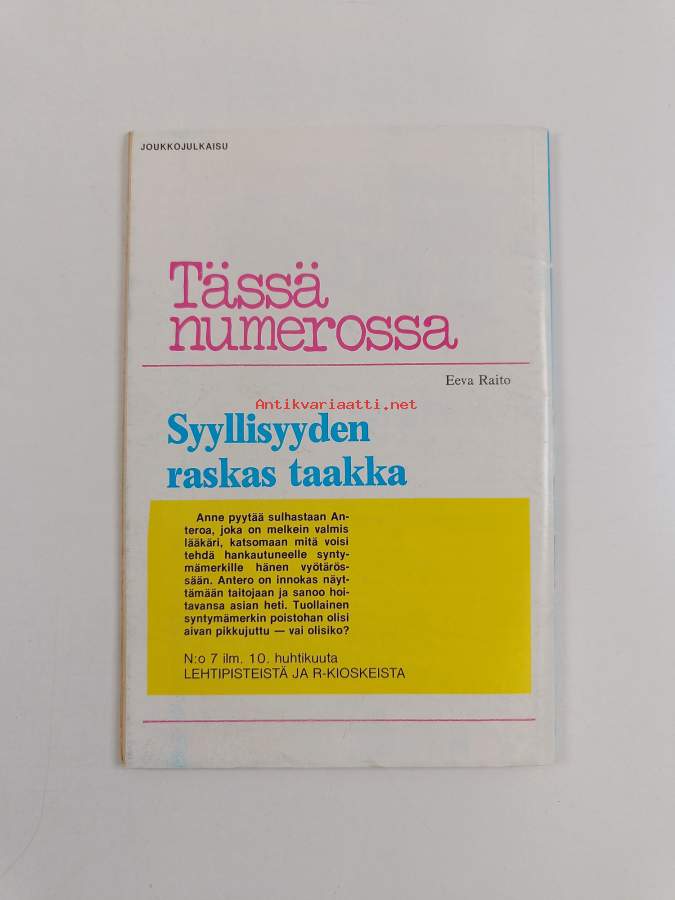 JOUKKOJULKAISU
Tässä
numerossa
Eeva Raito
Antikvariaatti.net
Syyllisyyden
raskas taakka
Anne pyytää sulhastaan An-
teroa, joka on melkein valmis
lääkäri, katsomaan mitä voisi
tehdä hankautuneelle synty-
mämerkille hänen vyötärös-
sään. Antero on innokas näyt-
tämään taitojaan ja sanoo hoi-
tavansa asian heti. Tuollainen
syntymämerkin poistohan olisi
aivan pikkujuttu — vai olisiko?
N:o 7 ilm. 10. huhtikuuta
LEHTIPISTEISTÄ JA R-KIOSKEISTA